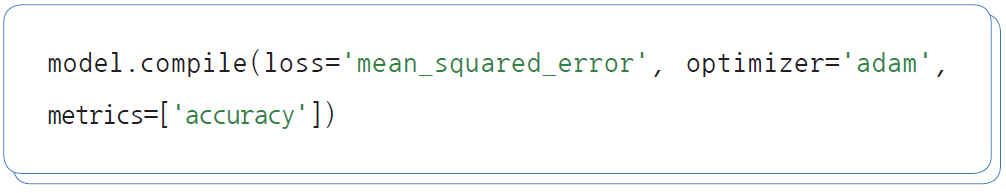 model.compile(loss='mean_squared_error', optimizer='adam',
metrics=['accuracy'])